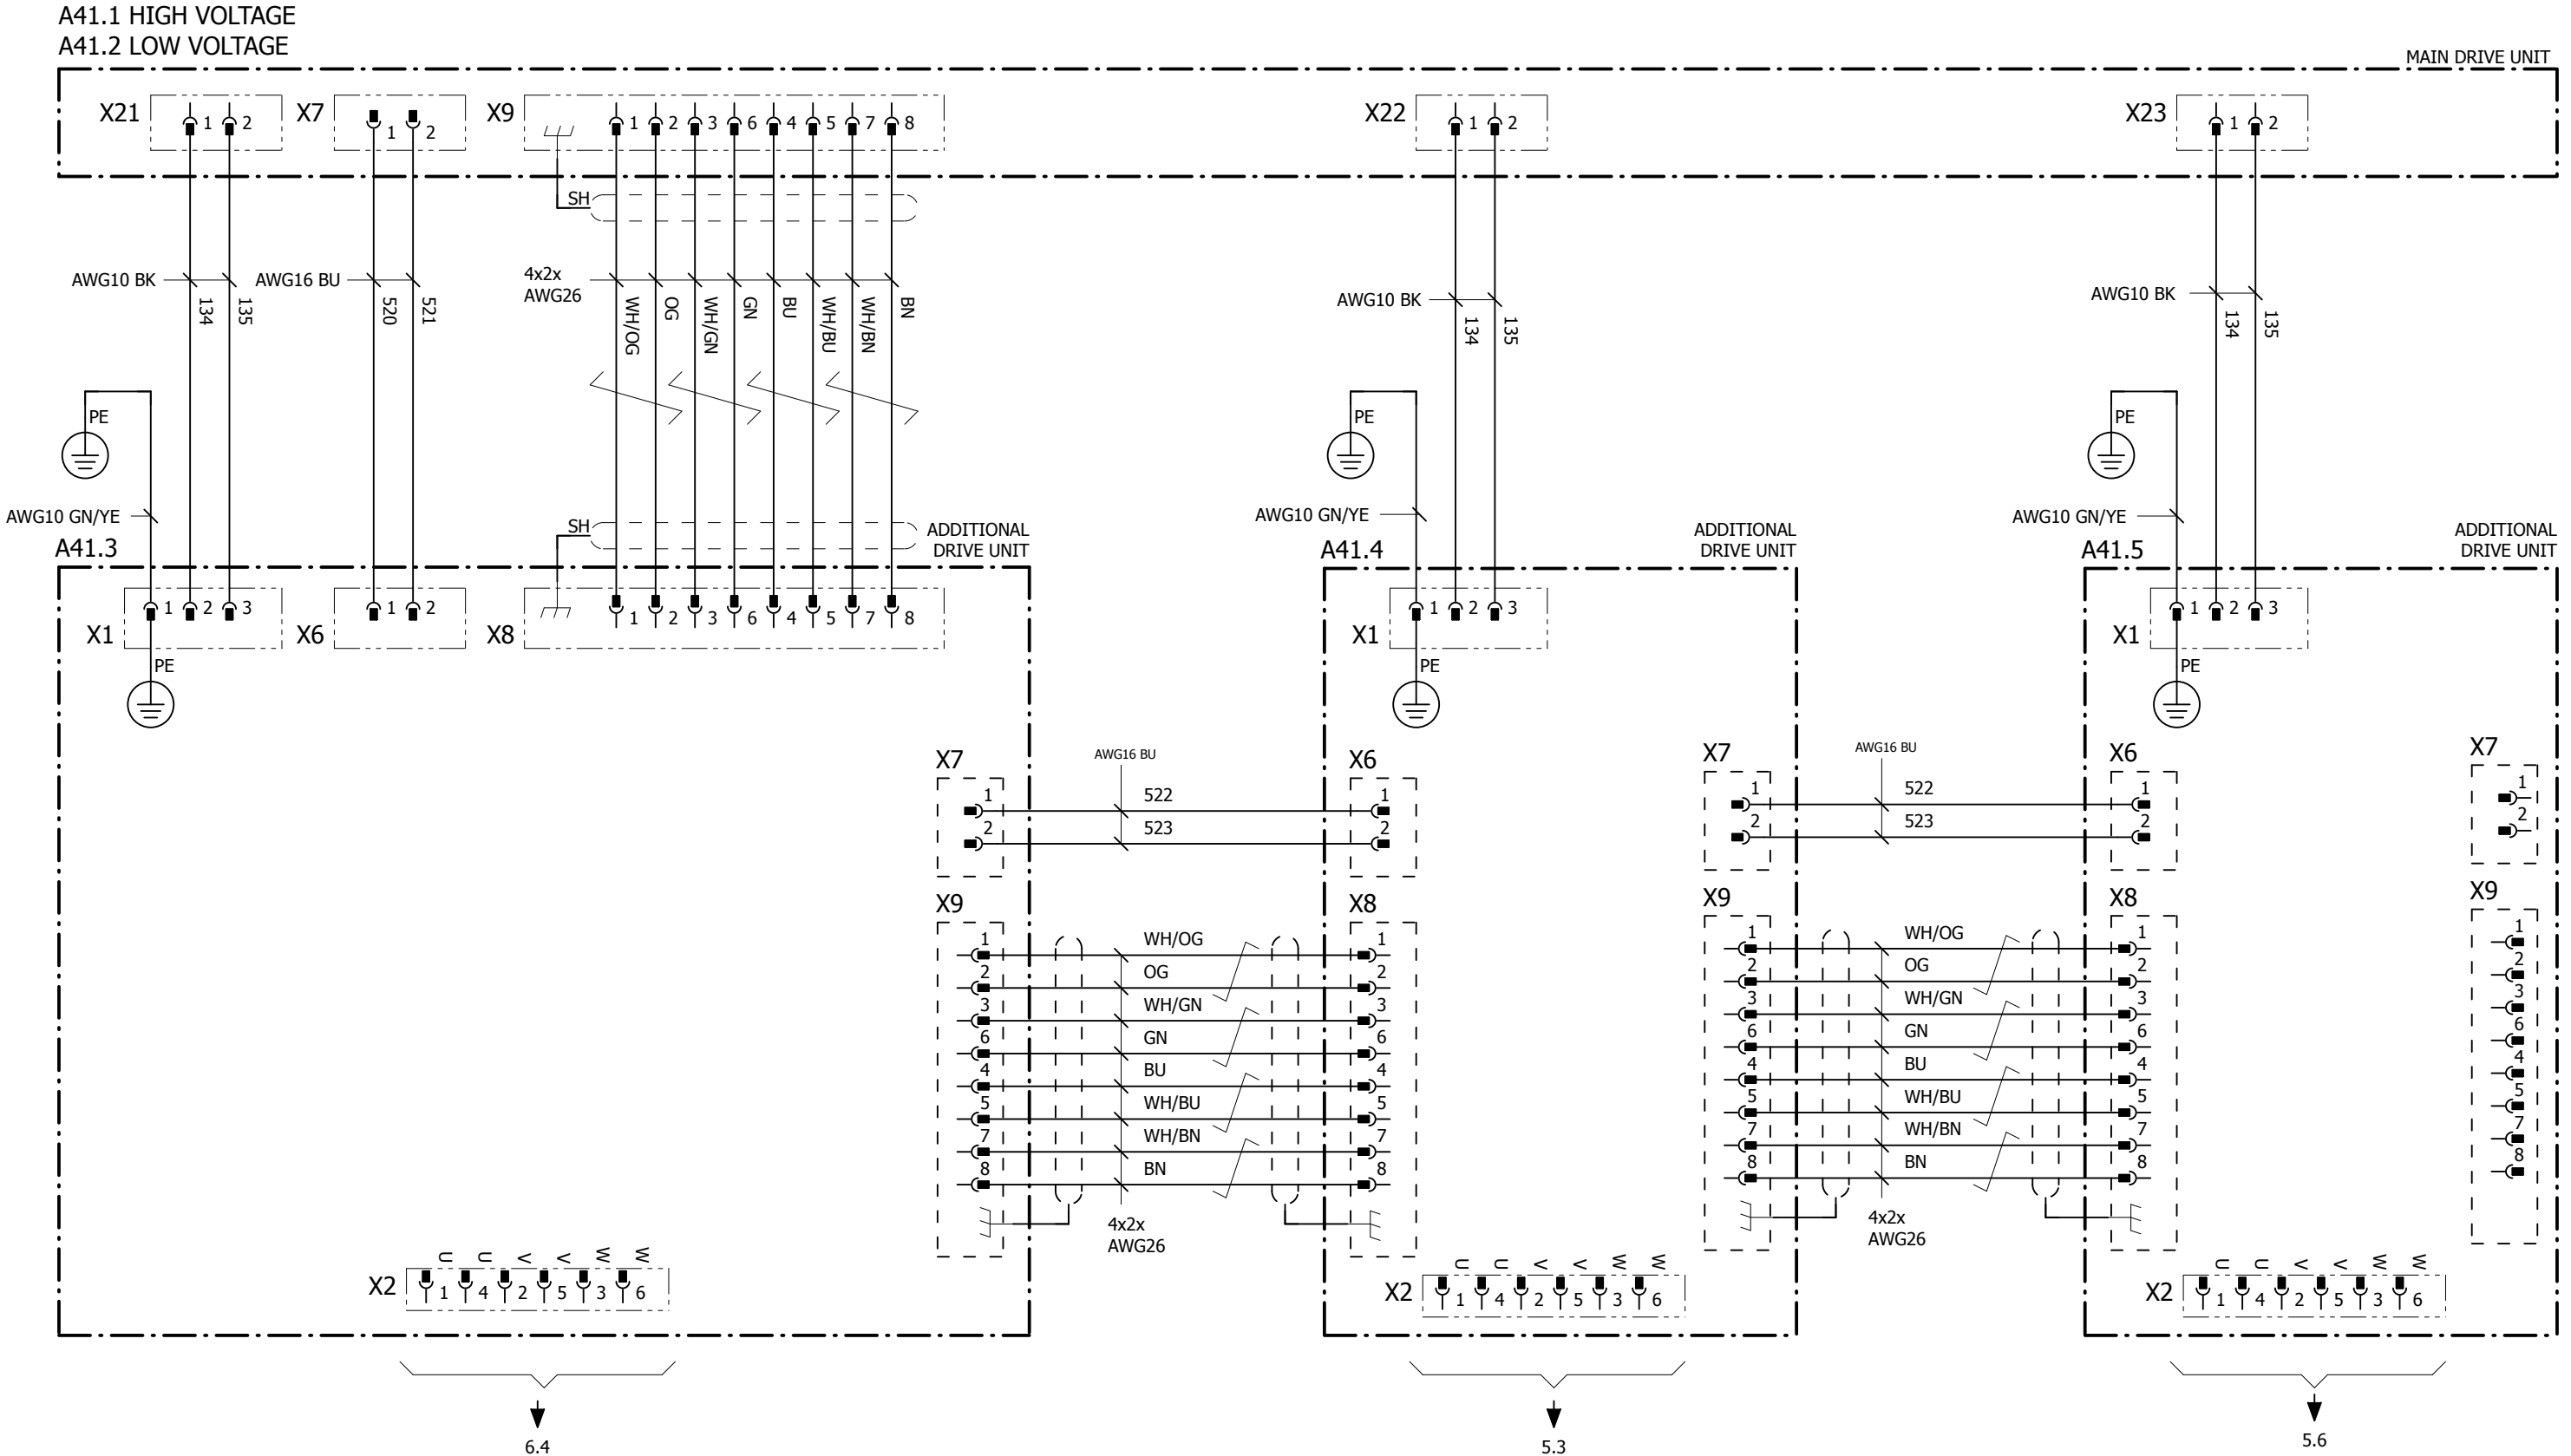 A41.1 HIGH VOLTAGE
A41.2 LOW VOLTAGE
MAIN DRIVE UNIT
X21 1 2 X7 1 2 X9 1 2 3 6 4 5 7 8 X22 1 2 X23 1 2
SH
AWG10 BK 134 135
AWG16 BU 520 521
4x2x
AWG26
WH/OG OG WH/GN GN BU WH/BU WH/BN BN
AWG10 BK 134 135
AWG10 BK 134 135
PE PE PE
AWG10 GN/YE AWG10 GN/YE AWG10 GN/YE
SH
A41.3
ADDITIONAL
DRIVE UNIT
A41.4
ADDITIONAL
DRIVE UNIT
A41.5
ADDITIONAL
DRIVE UNIT
X1 1 2 3 X6 1 2 X8 1 2 3 6 4 5 7 8
X1 1 2 3
X1 1 2 3
PE PE PE
X7 AWG16 BU X6
1 522 1
2 523 2
X7 AWG16 BU X6
1 522 1
2 523 2
X7
1
2
X9 X8
1 WH/OG 1
2 OG 2
3 WH/GN 3
6 GN 6
4 BU 4
5 WH/BU 5
7 WH/BN 7
8 BN 8
4x2x
AWG26
X9 X8
1 WH/OG 1
2 OG 2
3 WH/GN 3
6 GN 6
4 BU 4
5 WH/BU 5
7 WH/BN 7
8 BN 8
4x2x
AWG26
X9
1
2
3
6
4
5
7
8
U U V V W W
X2 1 4 2 5 3 6
U U V V W W
X2 1 4 2 5 3 6
U U V V W W
X2 1 4 2 5 3 6
6.4 5.3 5.6